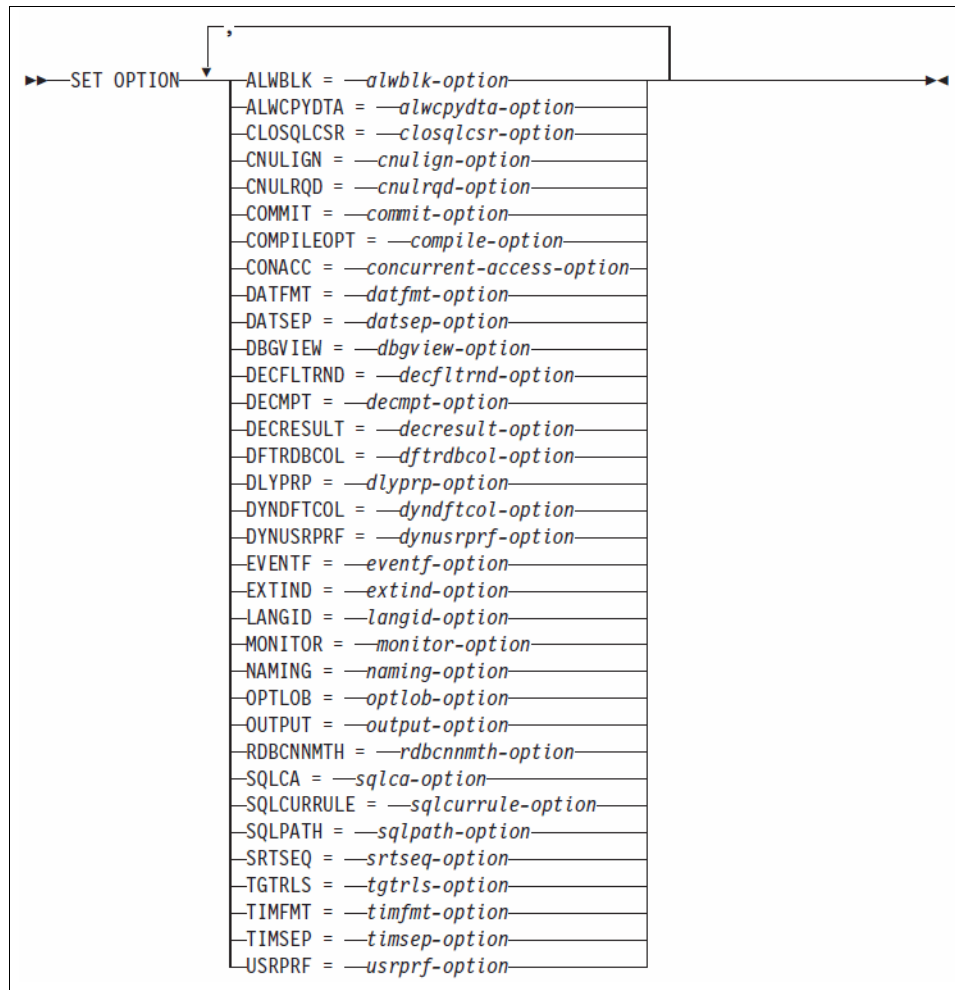 ,
SET OPTION ALWBLK = alwblk-option
ALWCPYDTA = alwcpydta-option
CLOSQLCSR = closqlcsr-option
CNULIGN = cnulign-option
CNULRQD = cnulrqd-option
COMMIT = commit-option
COMPILEOPT = compile-option
CONACC = concurrent-access-option
DATFMT = datfmt-option
DATSEP = datsep-option
DBGVIEW = dbgview-option
DECFLTRND = decfltrnd-option
DECMPT = decmpt-option
DECRESULT = decresult-option
DFTRDBCOL = dftrdbcol-option
DLYPRP = dlyprp-option
DYNDFTCOL = dyndftcol-option
DYNUSRPRF = dynusrprf-option
EVENTF = eventf-option
EXTIND = extind-option
LANGID = langid-option
MONITOR = monitor-option
NAMING = naming-option
OPTLOB = optlob-option
OUTPUT = output-option
RDBCNNMTH = rdbcnnmth-option
SQLCA = sqlca-option
SQLCURRULE = sqlcurrule-option
SQLPATH = sqlpath-option
SRTSEQ = srtseq-option
TGTRLS = tgtrls-option
TIMFMT = timfmt-option
TIMSEP = timsep-option
USRPRF = usrprf-option